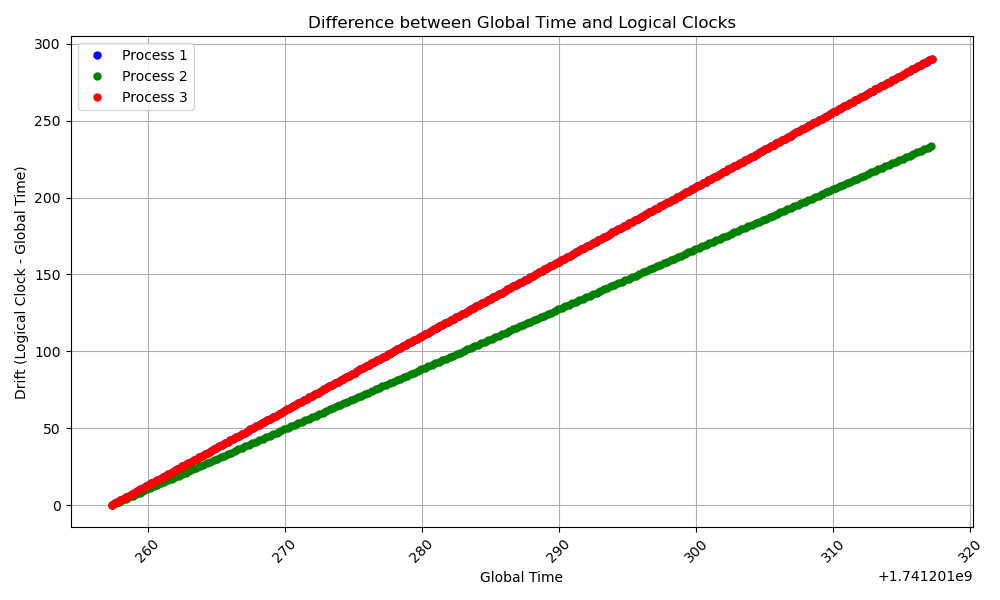 Difference between Global Time and Logical Clocks
Process 1
Process 2
Process 3
Drift (Logical Clock - Global Time)
300
250
200
150
100
50
0
260
270
280
290
300
310
320
+1.741201e9
Global Time